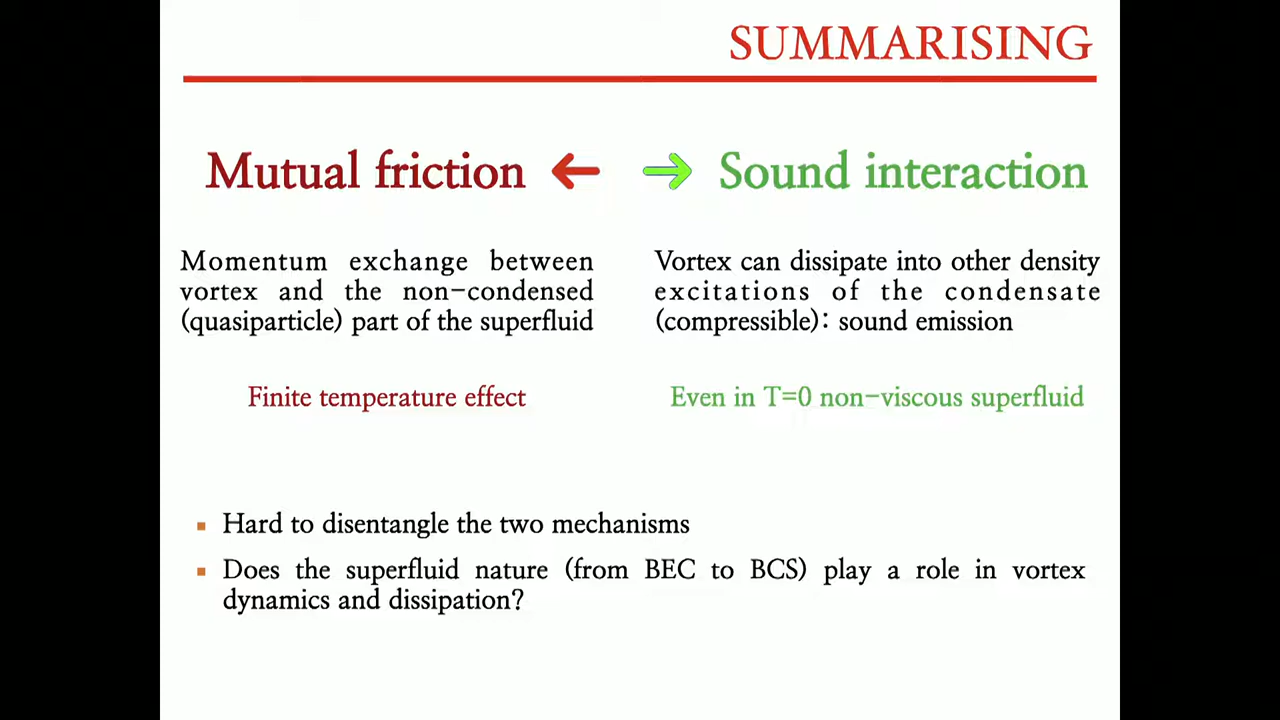 SUMMARISING
Mutual friction ← → Sound interaction
Momentum exchange between
vortex and the non-condensed
(quasiparticle) part of the superfluid
Finite temperature effect
Vortex can dissipate into other density
excitations of the condensate
(compressible): sound emission
Even in T=0 non-viscous superfluid
▪ Hard to disentangle the two mechanisms
▪ Does the superfluid nature (from BEC to BCS) play a role in vortex
dynamics and dissipation?